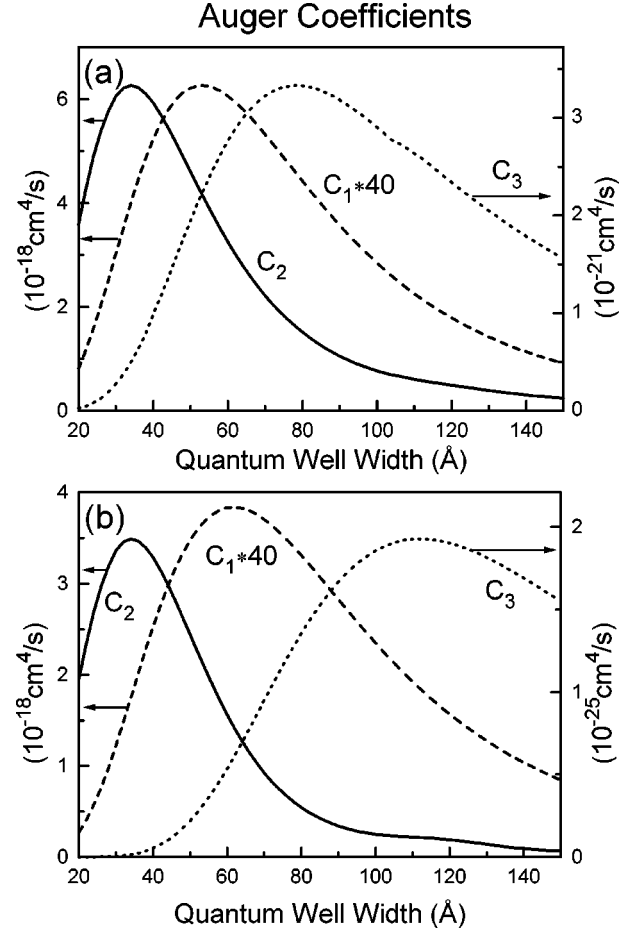 Auger Coefficients
(a)
6
4
2
0
(10⁻¹⁸cm⁴/s)
C₁*40
C₂
C₃
3
2
1
0
(10⁻²¹cm⁴/s)
20 40 60 80 100 120 140
Quantum Well Width (Å)
(b)
4
3
2
1
0
(10⁻¹⁸cm⁴/s)
C₁*40
C₂
C₃
2
1
0
(10⁻²⁵cm⁴/s)
20 40 60 80 100 120 140
Quantum Well Width (Å)